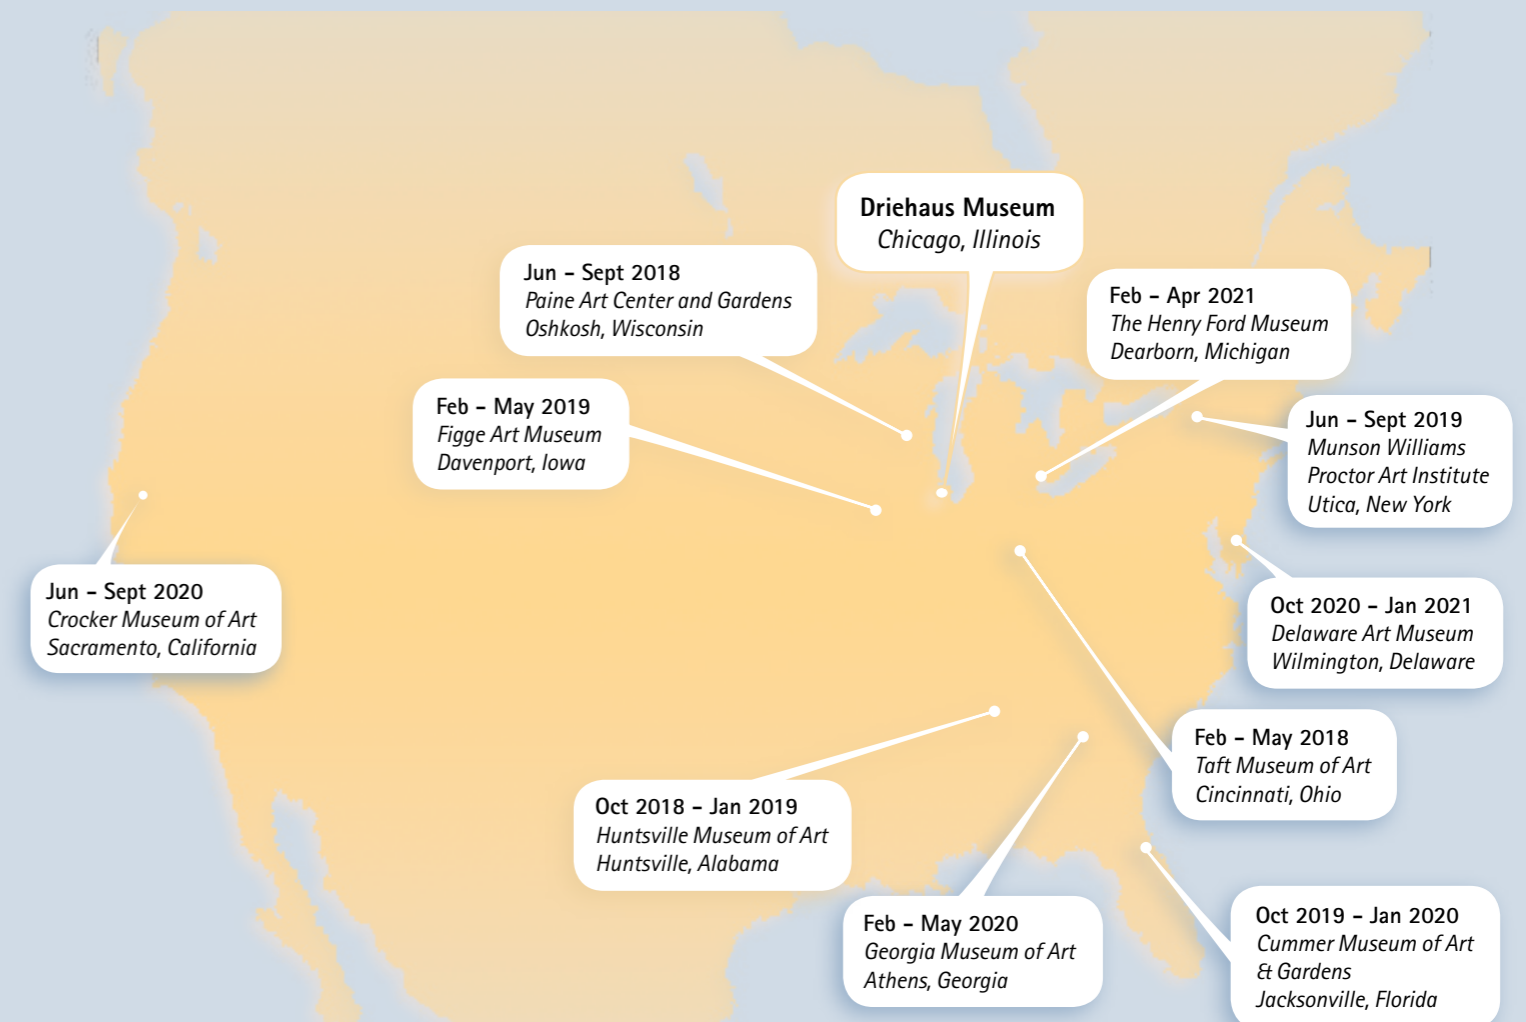 Driehaus Museum
Chicago, Illinois
Jun – Sept 2018
Paine Art Center and Gardens
Oshkosh, Wisconsin
Feb – Apr 2021
The Henry Ford Museum
Dearborn, Michigan
Feb – May 2019
Figge Art Museum
Davenport, Iowa
Jun – Sept 2019
Munson Williams
Proctor Art Institute
Utica, New York
Jun – Sept 2020
Crocker Museum of Art
Sacramento, California
Oct 2020 – Jan 2021
Delaware Art Museum
Wilmington, Delaware
Feb – May 2018
Taft Museum of Art
Cincinnati, Ohio
Oct 2018 – Jan 2019
Huntsville Museum of Art
Huntsville, Alabama
Feb – May 2020
Georgia Museum of Art
Athens, Georgia
Oct 2019 – Jan 2020
Cummer Museum of Art
& Gardens
Jacksonville, Florida